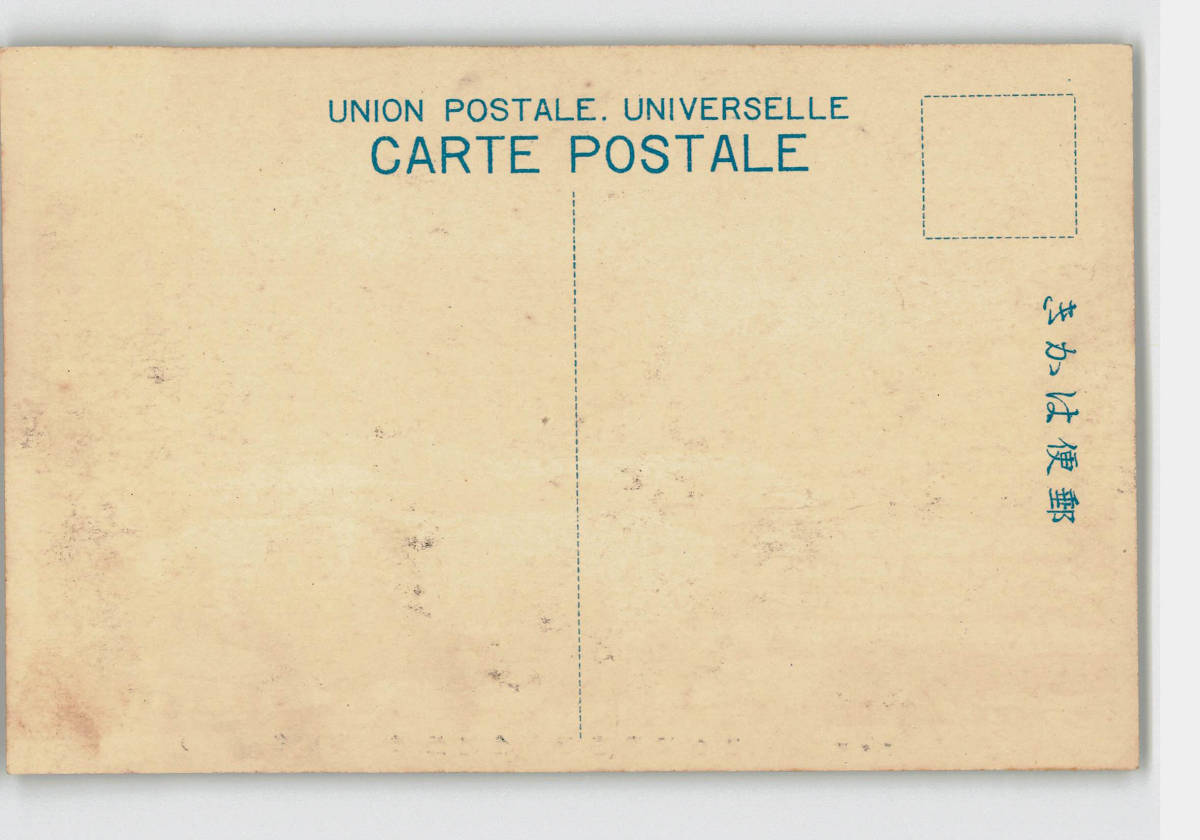 UNION POSTALE. UNIVERSELLE
CARTE POSTALE
郵便はかき